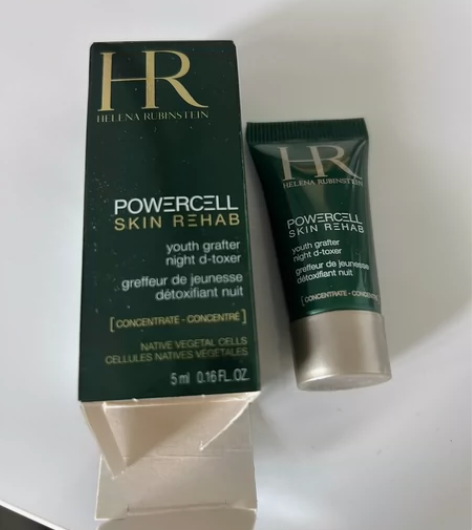 HR
HELENA RUBINSTEIN
POWERCELL
SKIN REHAB
youth grafter
night d-toxer
greffeur de jeunesse
détoxifiant nuit
[CONCENTRATE - CONCENTRÉ]
NATIVE VEGETAL CELLS
CELLULES NATIVES VÉGÉTALES
5 ml 0.16 FL.OZ.
HR
HELENA RUBINSTEIN
POWERCELL
SKIN REHAB
youth grafter
night d-toxer
greffeur de jeunesse
détoxifiant nuit
[CONCENTRATE - CONCENTRÉ